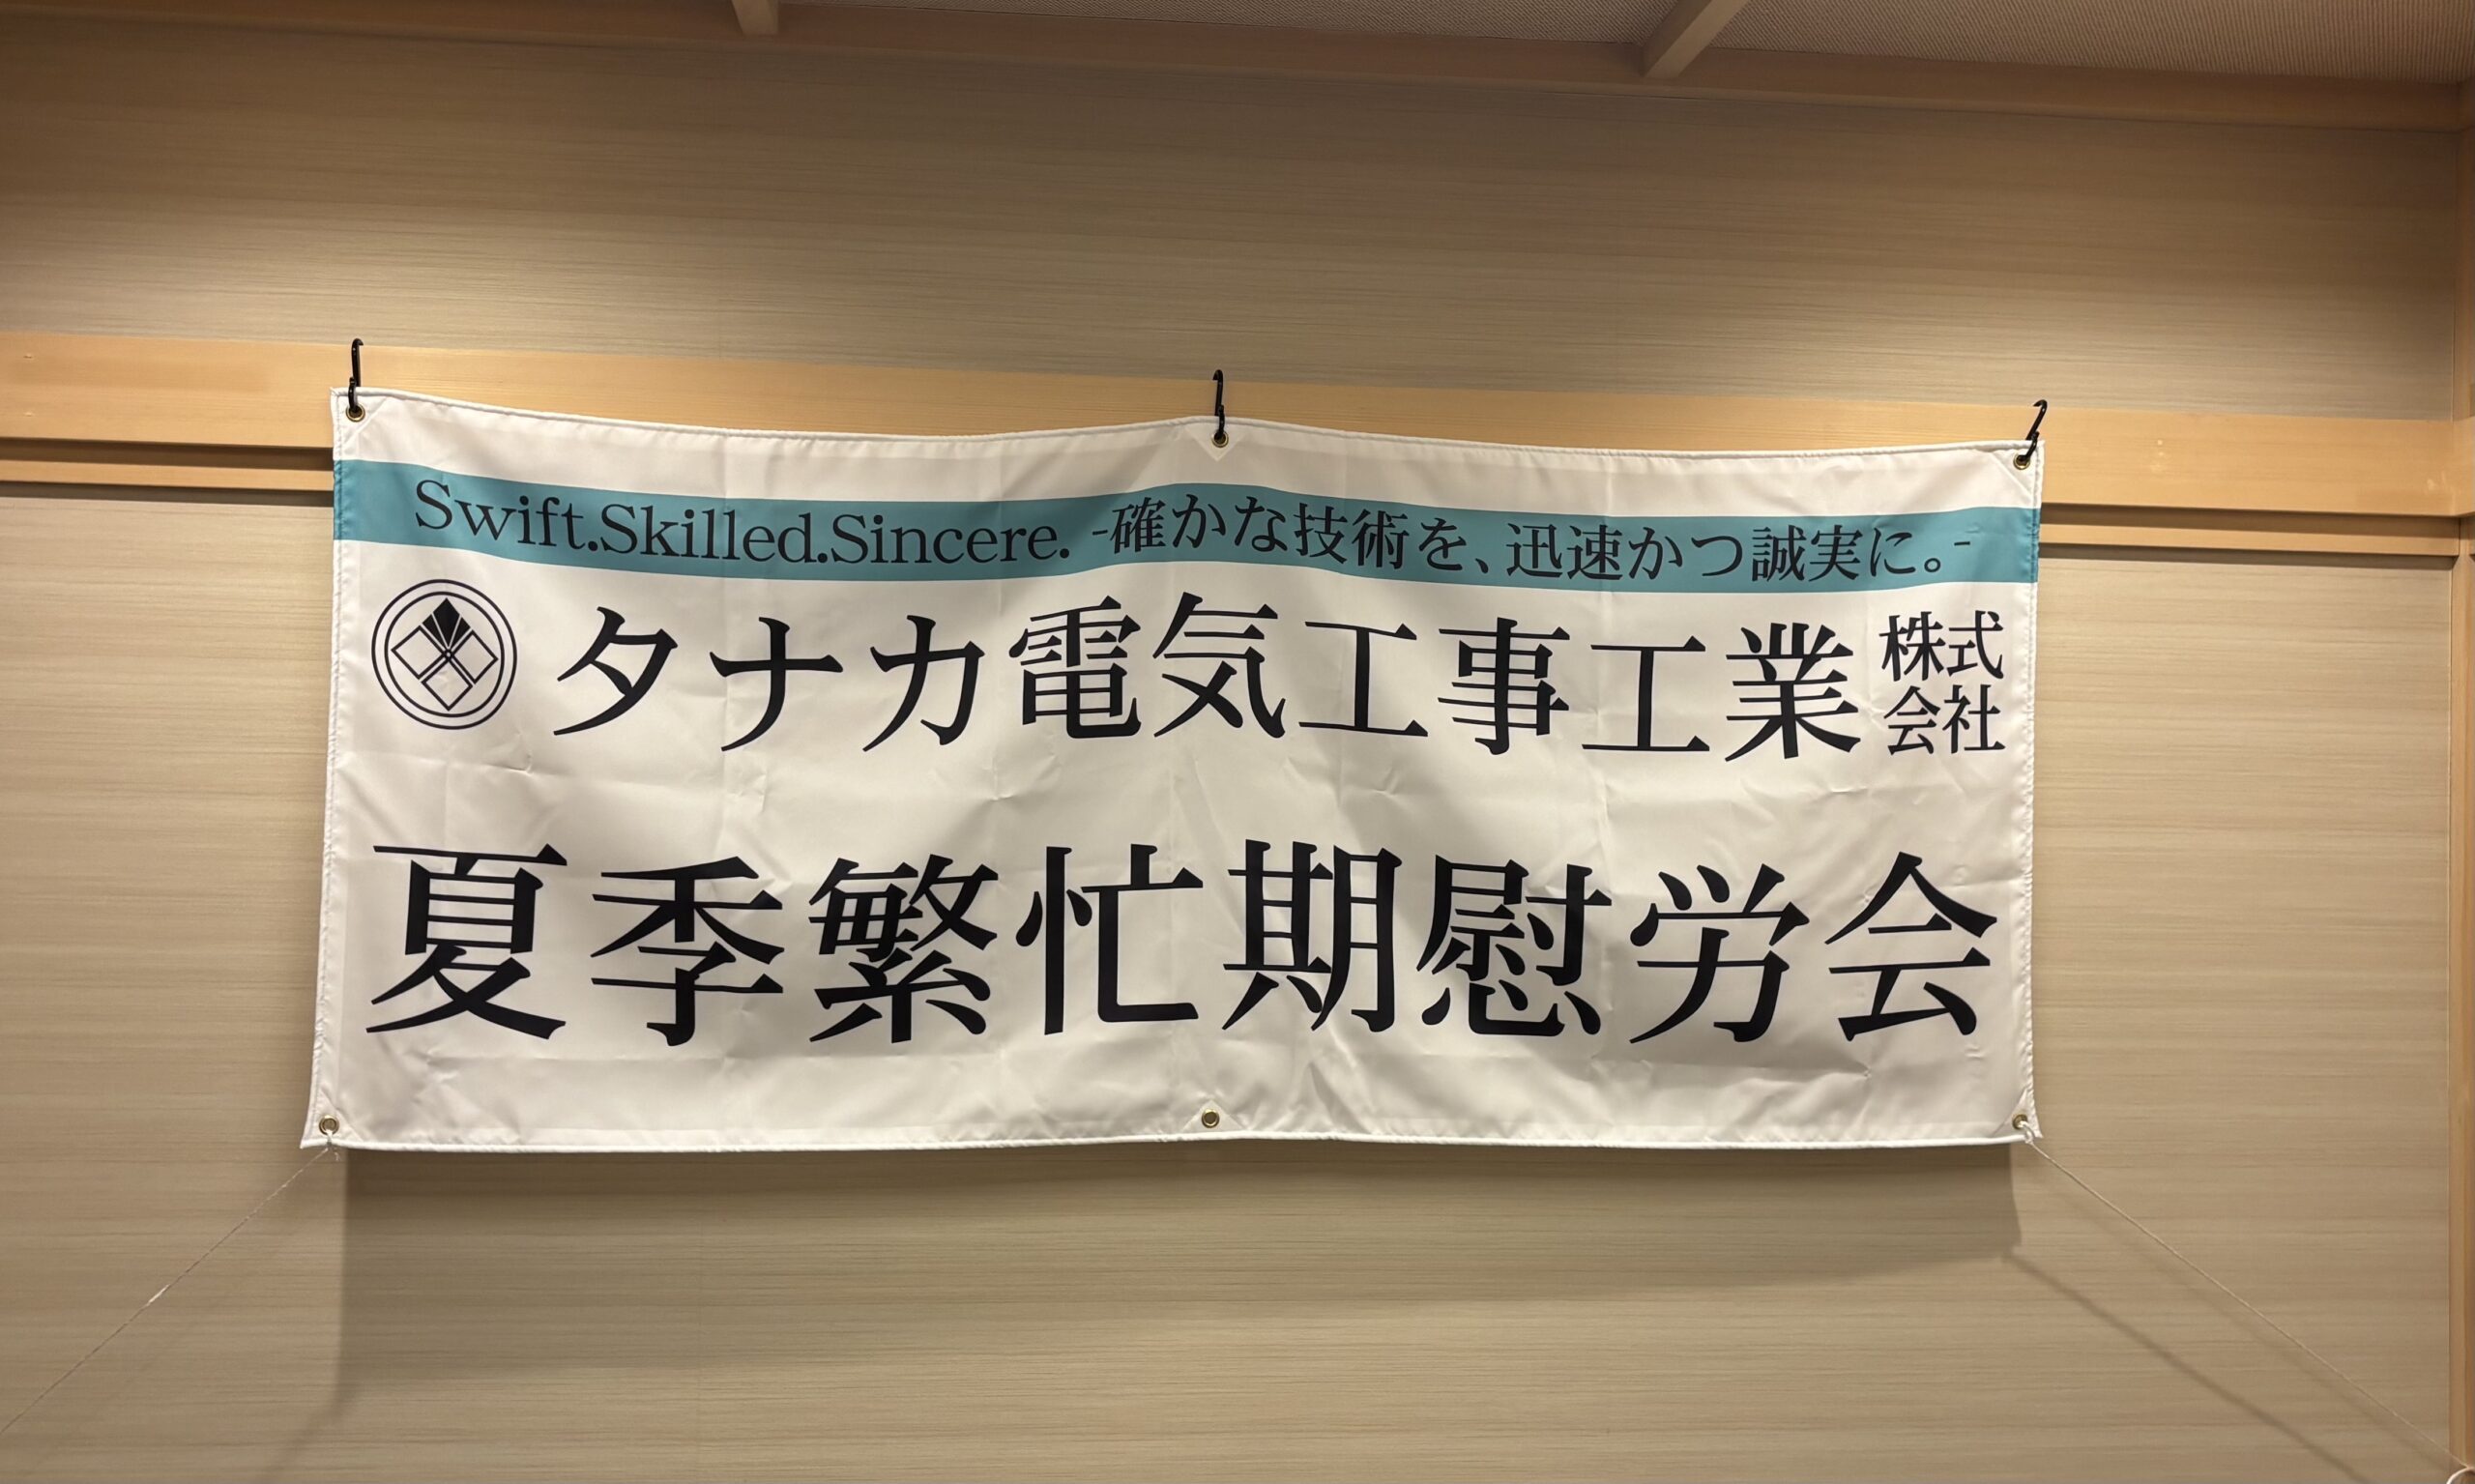 Swift.Skilled.Sincere. -確かな技術を、迅速かつ誠実に。-
タナカ電気工事工業株式会社
夏季繁忙期慰労会